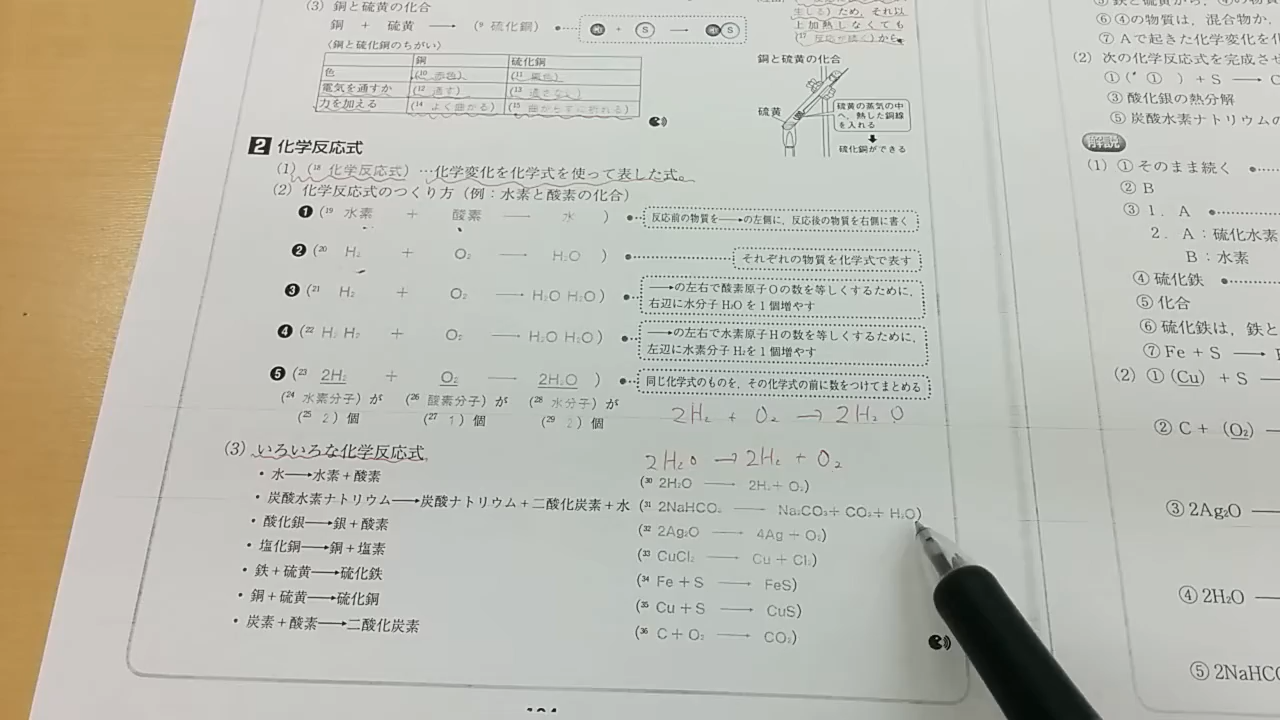 (3) 銅と硫黄の化合
銅 ＋ 硫黄 ⟶ (9 硫化銅)
＋ S ⟶ S
〈銅と硫化銅のちがい〉
銅 硫化銅
色 (10 赤色) (11 黒色)
電気を通すか (12 通す) (13 通さない)
力を加える (14 よく曲がる) (15 曲がらずに折れる)
生じる)ため，それ以
上加熱しなくても
(17 反応が続く)から。
銅と硫黄の化合
硫黄
硫黄の蒸気の中
へ，熱した銅線
を入れる
硫化銅ができる
2 化学反応式
(1) (18 化学反応式) …化学変化を化学式を使って表した式。
(2) 化学反応式のつくり方 (例：水素と酸素の化合)
❶ (19 水素 ＋ 酸素 ⟶ 水 )
反応前の物質を⟶の左側に，反応後の物質を右側に書く
❷ (20 H₂ ＋ O₂ ⟶ H₂O )
それぞれの物質を化学式で表す
❸ (21 H₂ ＋ O₂ ⟶ H₂O H₂O )
⟶の左右で酸素原子Oの数を等しくするために，
右辺に水分子H₂Oを1個増やす
❹ (22 H₂ H₂ ＋ O₂ ⟶ H₂O H₂O )
⟶の左右で水素原子Hの数を等しくするために，
左辺に水素分子H₂を1個増やす
❺ (23 2H₂ ＋ O₂ ⟶ 2H₂O )
同じ化学式のものを，その化学式の前に数をつけてまとめる
(24 水素分子) が (26 酸素分子) が (28 水分子) が
(25 2 ) 個 (27 1 ) 個 (29 2 ) 個
2H₂ + O₂ → 2H₂O
(3) いろいろな化学反応式
2H₂O → 2H₂ + O₂
・水⟶水素＋酸素 (30 2H₂O ⟶ 2H₂＋O₂)
・炭酸水素ナトリウム⟶炭酸ナトリウム＋二酸化炭素＋水 (31 2NaHCO₃ ⟶ Na₂CO₃＋CO₂＋H₂O)
・酸化銀⟶銀＋酸素 (32 2Ag₂O ⟶ 4Ag＋O₂)
・塩化銅⟶銅＋塩素 (33 CuCl₂ ⟶ Cu＋Cl₂)
・鉄＋硫黄⟶硫化鉄 (34 Fe＋S ⟶ FeS)
・銅＋硫黄⟶硫化銅 (35 Cu＋S ⟶ CuS)
・炭素＋酸素⟶二酸化炭素 (36 C＋O₂ ⟶ CO₂)
⑥ ④の物質は，混合物か，
⑦ Aで起きた化学変化を化
(2) 次の化学反応式を完成させ
① (* ① ) ＋S ⟶ C
③ 酸化銀の熱分解
⑤ 炭酸水素ナトリウムの
解説
(1) ① そのまま続く
② B
③ 1． A
2． A：硫化水素
B：水素
④ 硫化鉄
⑤ 化合
⑥ 硫化鉄は，鉄と
⑦ Fe＋S ⟶ F
(2) ① (Cu) ＋S ⟶
② C＋ (O₂) ⟶
③ 2Ag₂O ⟶
④ 2H₂O ⟶
⑤ 2NaHC